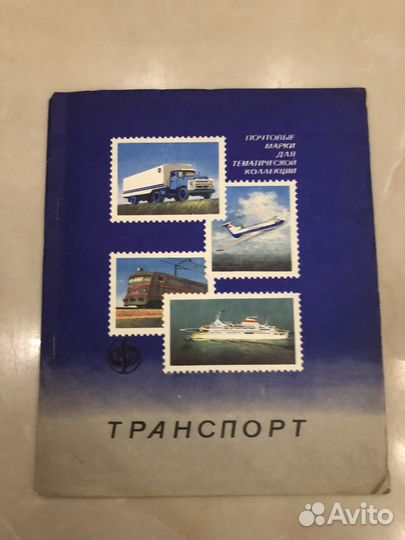 ПОЧТОВЫЕ
МАРКИ
ДЛЯ
ТЕМАТИЧЕСКОЙ
КОЛЛЕКЦИИ
ТРАНСПОРТ
Avito